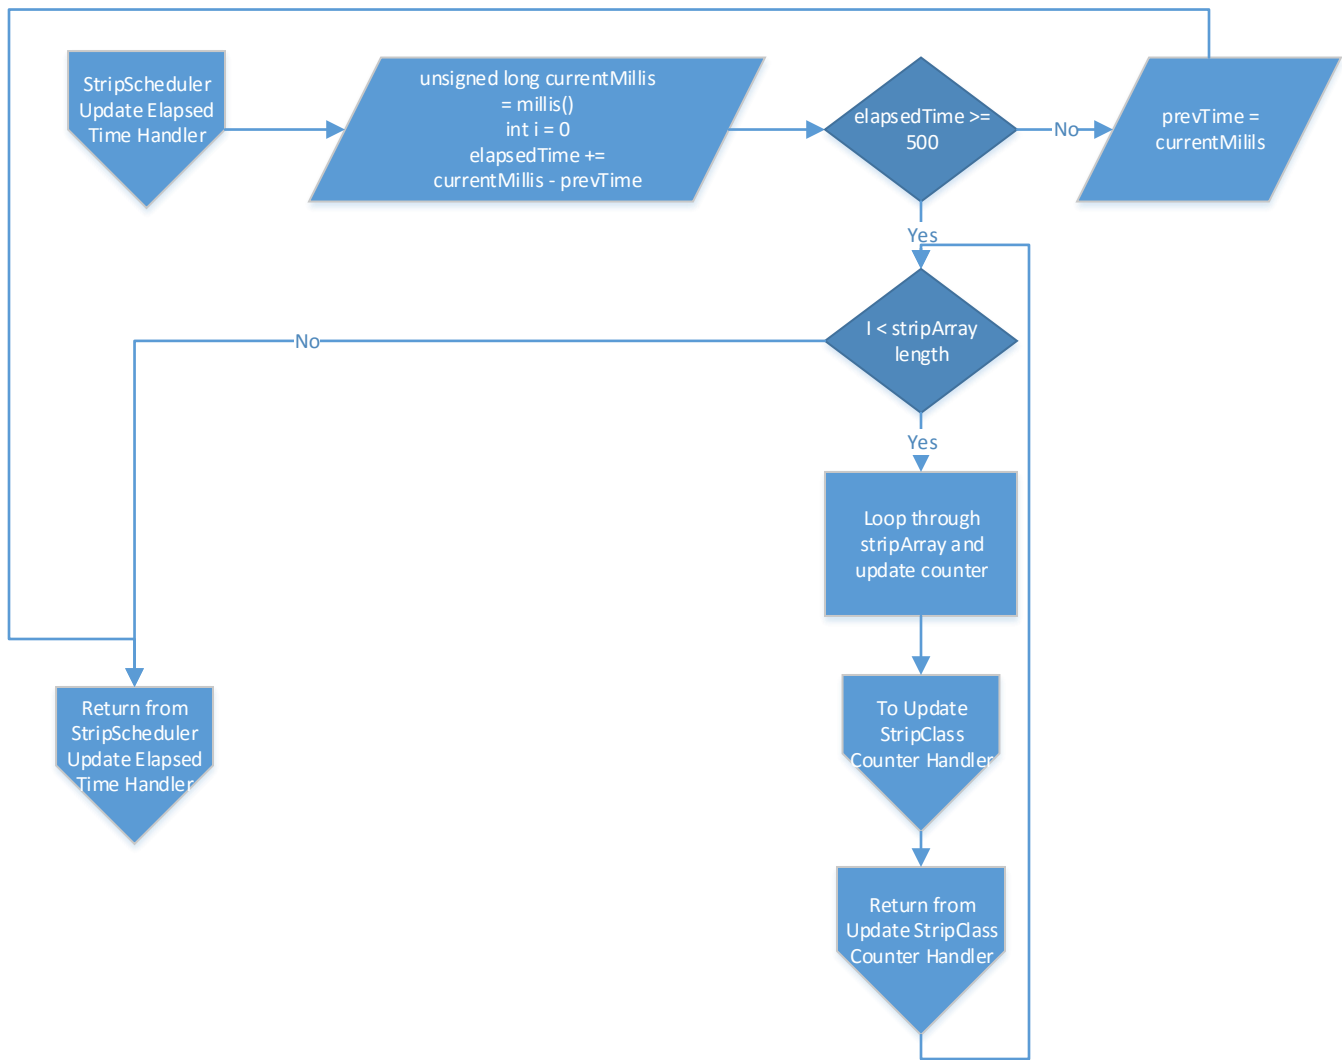 StripScheduler
Update Elapsed
Time Handler
unsigned long currentMillis
= millis()
int i = 0
elapsedTime +=
currentMillis - prevTime
elapsedTime >=
500
No
prevTime =
currentMilils
Yes
I < stripArray
length
No
Yes
Loop through
stripArray and
update counter
To Update
StripClass
Counter Handler
Return from
StripScheduler
Update Elapsed
Time Handler
Return from
Update StripClass
Counter Handler